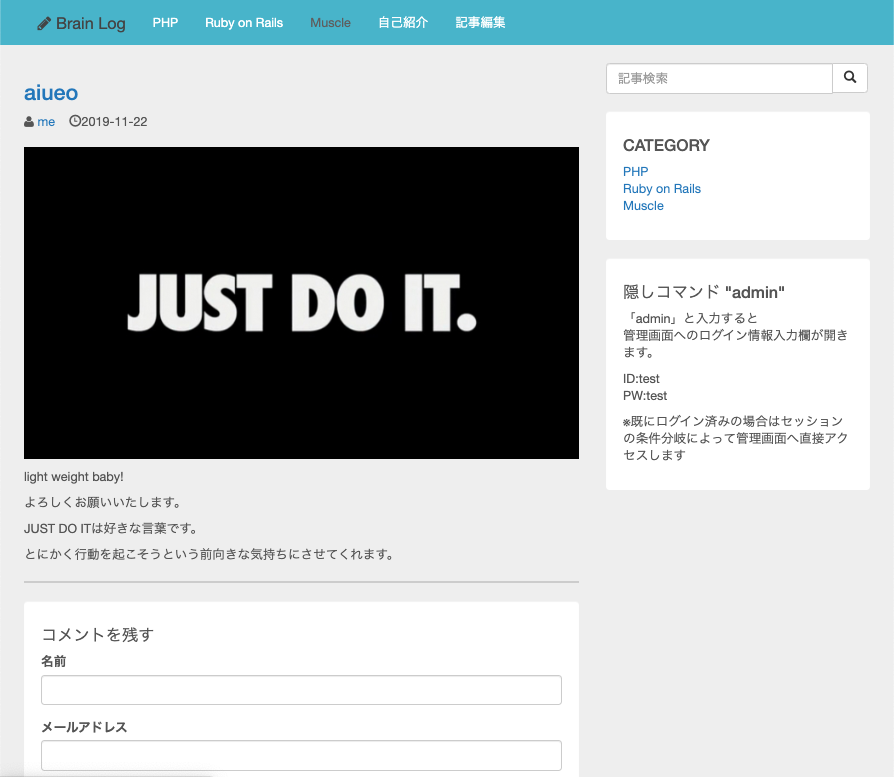 Brain Log PHP Ruby on Rails Muscle 自己紹介 記事編集
aiueo
me 2019-11-22
JUST DO IT.
light weight baby!
よろしくお願いいたします。
JUST DO ITは好きな言葉です。
とにかく行動を起こそうという前向きな気持ちにさせてくれます。
コメントを残す
名前
メールアドレス
記事検索
CATEGORY
PHP
Ruby on Rails
Muscle
隠しコマンド "admin"
「admin」と入力すると
管理画面へのログイン情報入力欄が開き
ます。
ID:test
PW:test
※既にログイン済みの場合はセッション
の条件分岐によって管理画面へ直接アク
セスします